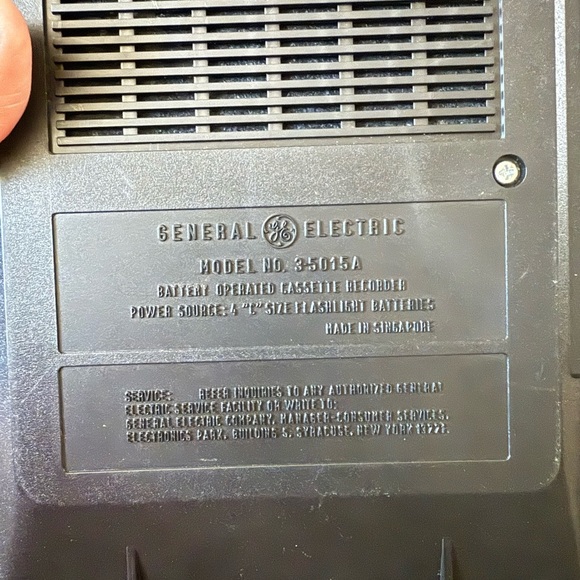 GENERAL GE ELECTRIC
MODEL NO. 3-5015A
BATTERY OPERATED CASSETTE RECORDER
POWER SOURCE: 4 "C" SIZE FLASHLIGHT BATTERIES
MADE IN SINGAPORE
SERVICE: REFER INQUIRIES TO ANY AUTHORIZED GENERAL
ELECTRIC SERVICE FACILITY OR WRITE TO:
GENERAL ELECTRIC COMPANY, MANAGER-CONSUMER SERVICES,
ELECTRONICS PARK, BUILDING 5, SYRACUSE, NEW YORK